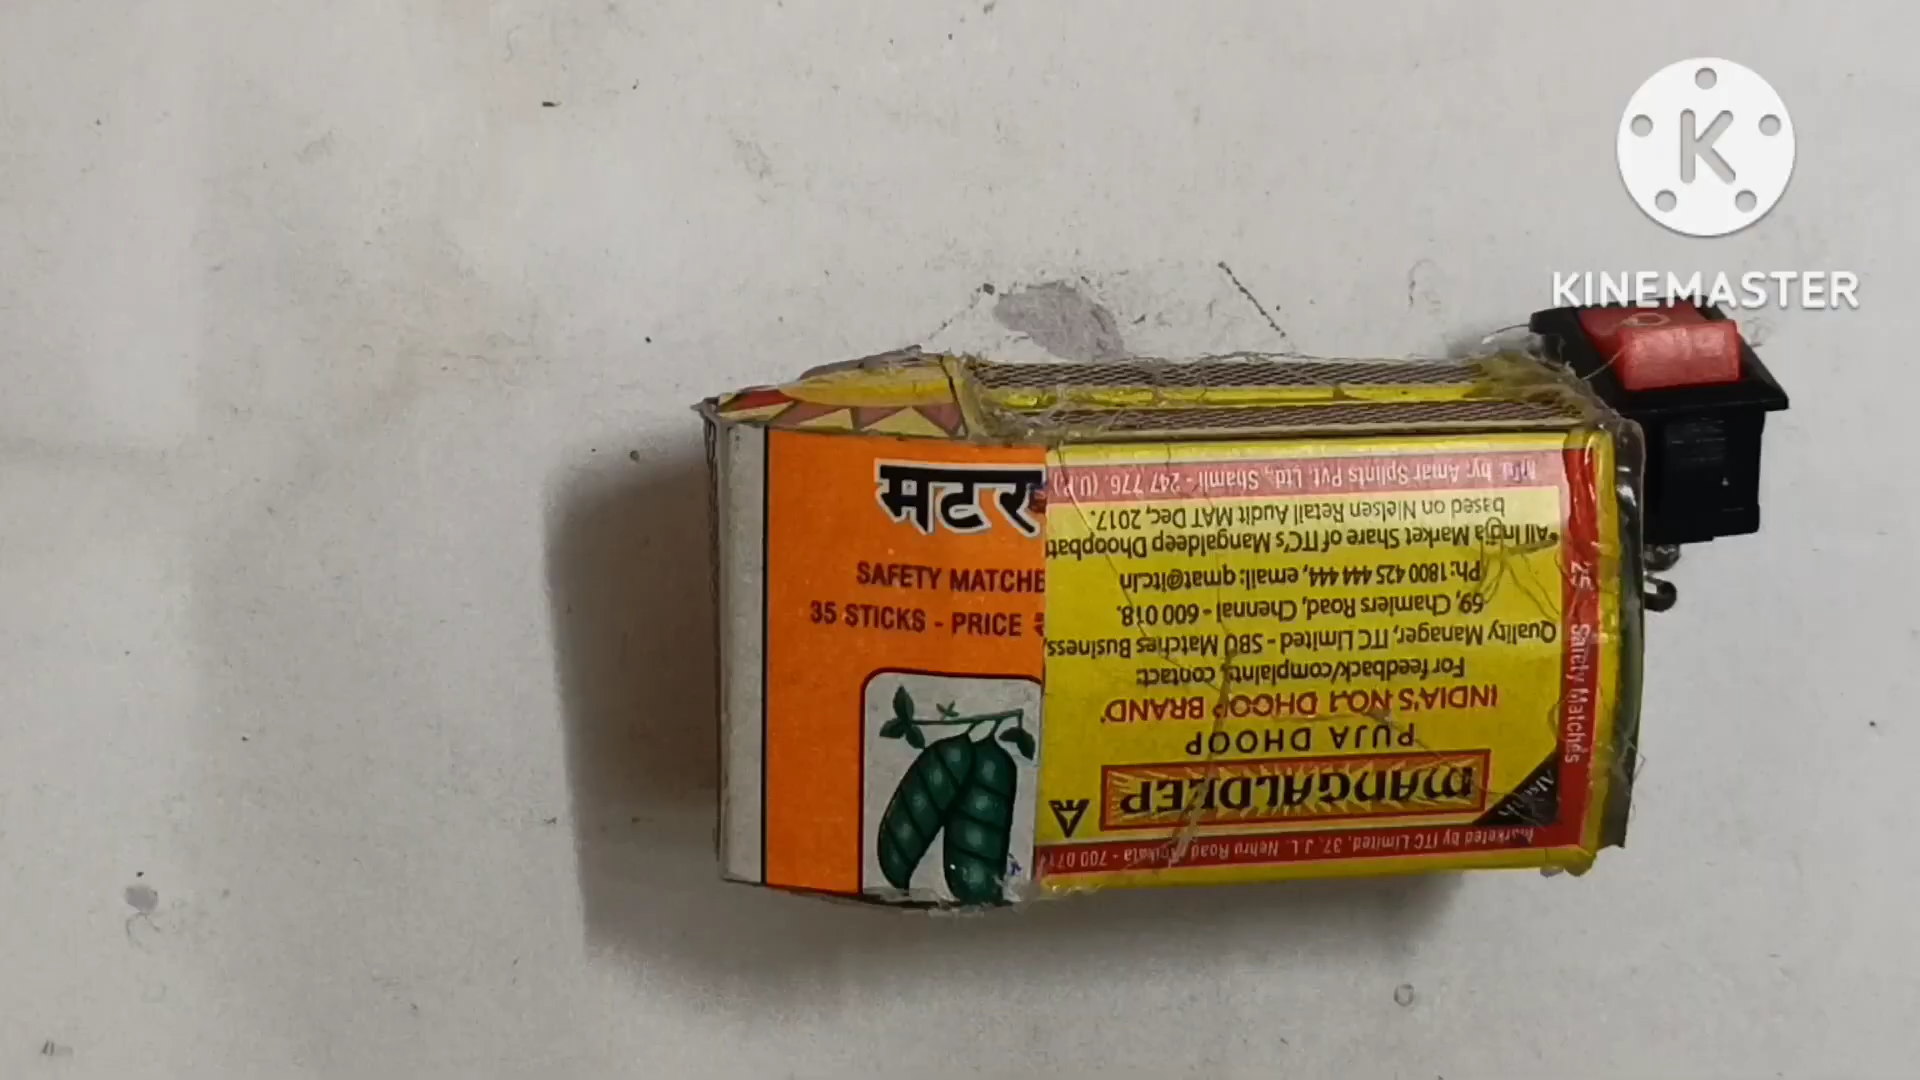 K
KINEMASTER
मटर
SAFETY MATCHE
35 STICKS - PRICE ₹
Marketed by ITC Limited, 37, J.L. Nehru Road, Kolkata - 700 071
MANGALDEEP
PUJA DHOOP
INDIA'S NO.1 DHOOP BRAND*
For feedback/complaints, contact:
Quality Manager, ITC Limited - SBU Matches Business,
69, Chamiers Road, Chennai - 600 018.
Ph: 1800 425 444 444, email: qmat@itc.in
*All India Market Share of ITC's Mangaldeep Dhoopbatti
based on Nielsen Retail Audit MAT Dec, 2017.
Mfd. by: Amar Splints Pvt. Ltd., Shamli - 247 776. (U.P.)
25 Safety Matches